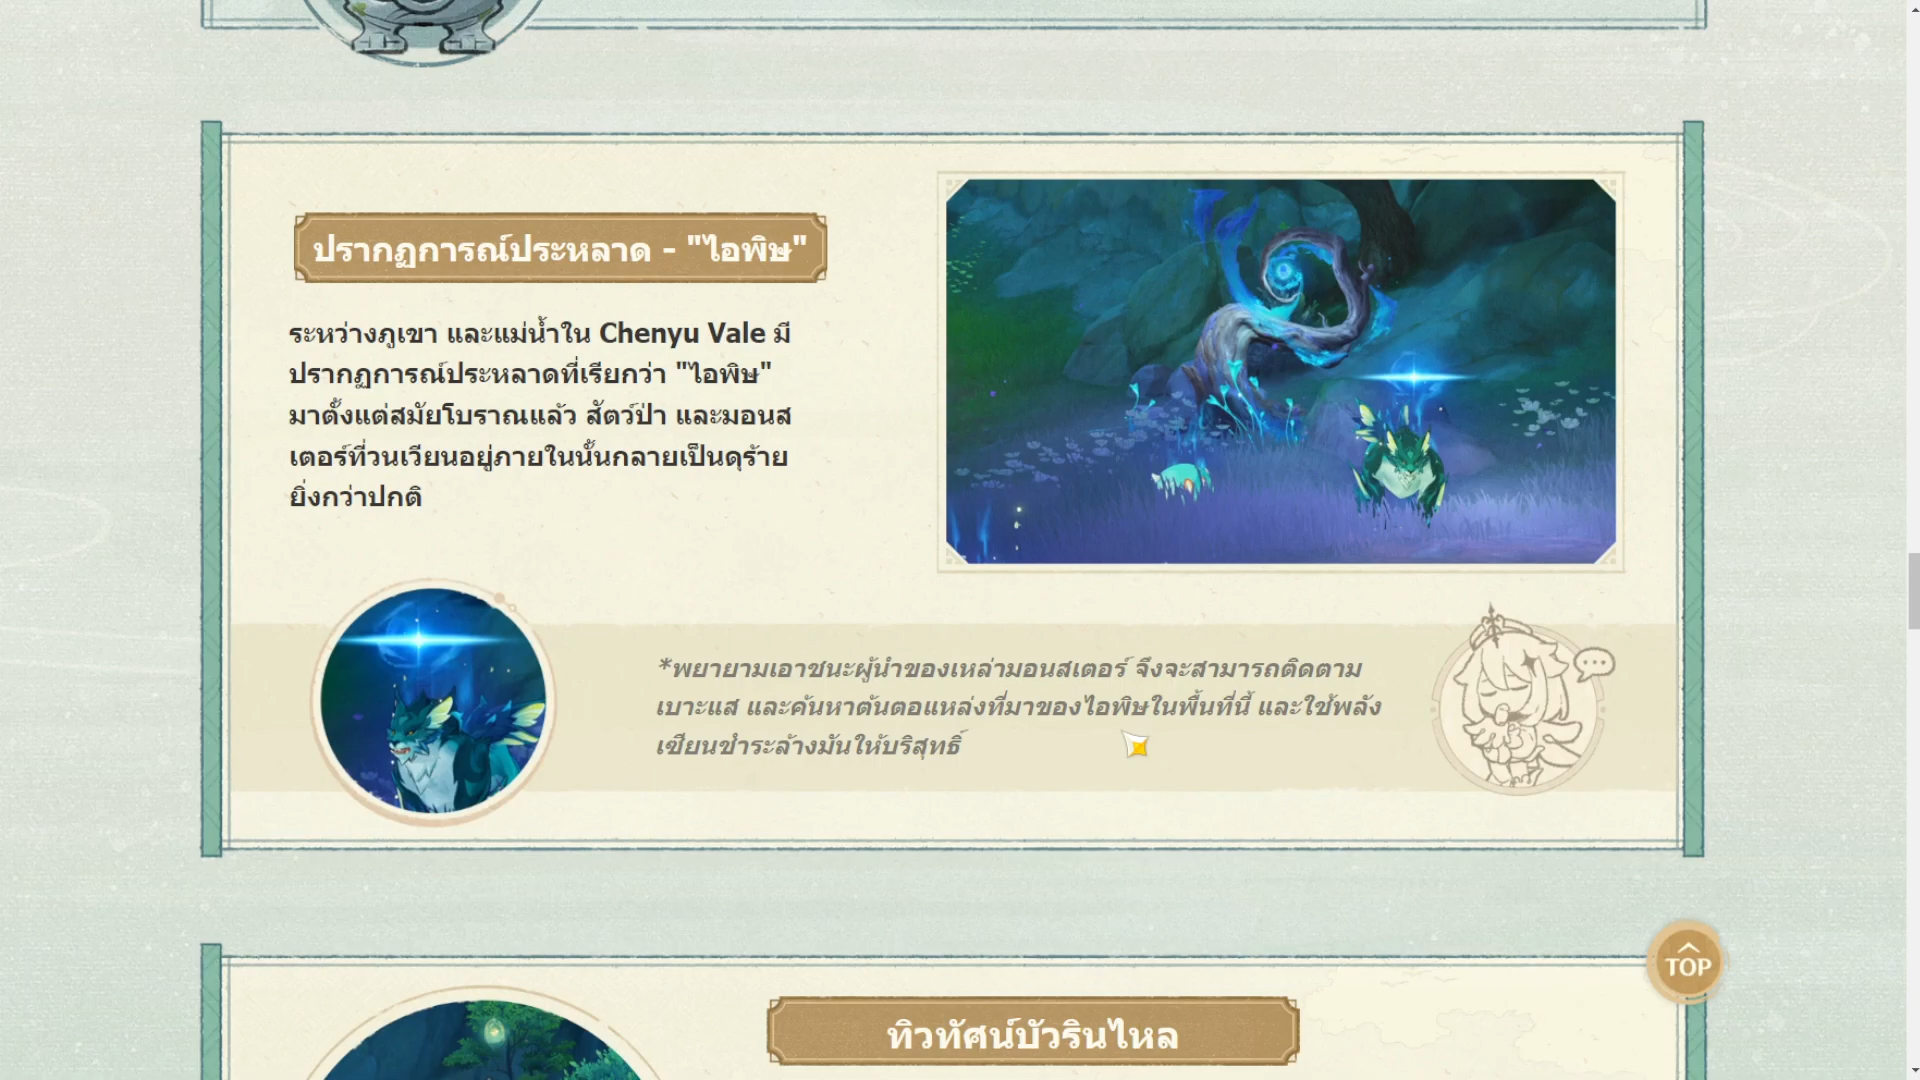 ปรากฏการณ์ประหลาด - "ไอพิษ"
ระหว่างภูเขา และแม่น้ำใน Chenyu Vale มี
ปรากฏการณ์ประหลาดที่เรียกว่า "ไอพิษ"
มาตั้งแต่สมัยโบราณแล้ว สัตว์ป่า และมอนส
เตอร์ที่วนเวียนอยู่ภายในนั้นกลายเป็นดุร้าย
ยิ่งกว่าปกติ
*พยายามเอาชนะผู้นำของเหล่ามอนสเตอร์ จึงจะสามารถติดตาม
เบาะแส และค้นหาต้นตอแหล่งที่มาของไอพิษในพื้นที่นี้ และใช้พลัง
เซียนชำระล้างมันให้บริสุทธิ์
TOP
ทิวทัศน์บัวรินไหล